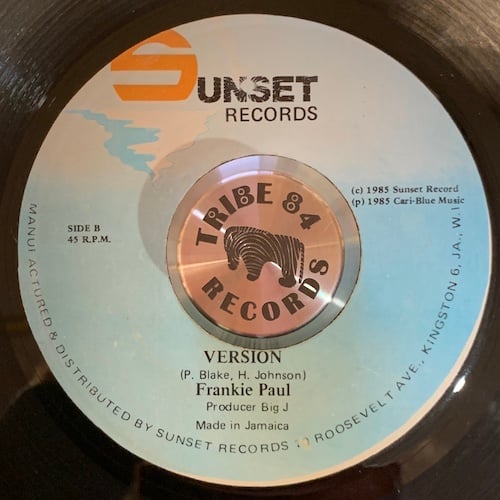 SUNSET
RECORDS
(c) 1985 Sunset Record
(p) 1985 Cari-Blue Music
SIDE B
45 R.P.M.
TRIBE 84
RECORDS
VERSION
(P. Blake, H. Johnson)
Frankie Paul
Producer Big J
Made in Jamaica
MANUFACTURED & DISTRIBUTED BY SUNSET RECORDS ROOSEVELT AVE., KINGSTON 6, JA., W.I